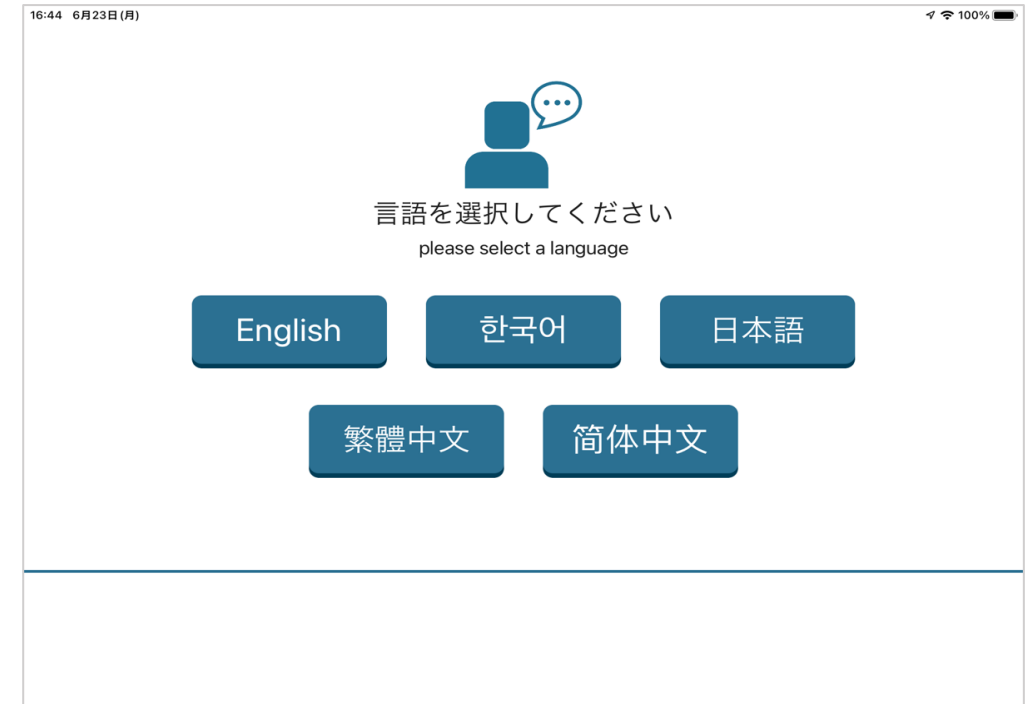 16:44 6月23日(月) 100%
言語を選択してください
please select a language
English 한국어 日本語
繁體中文 简体中文